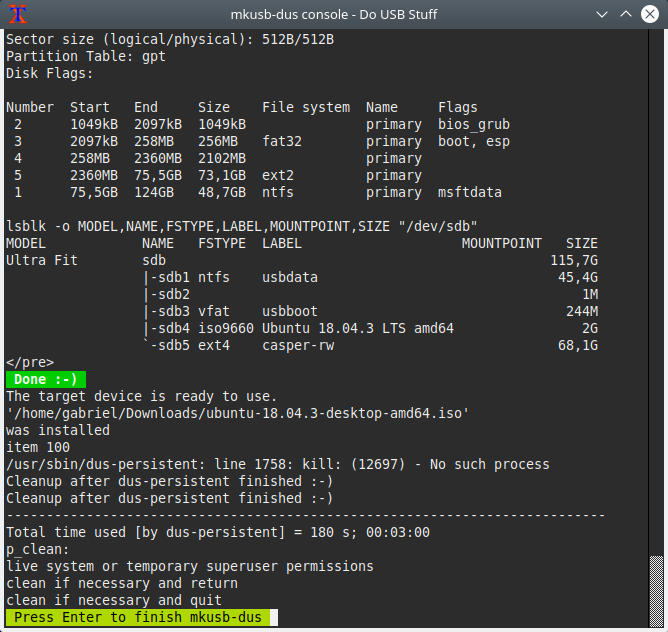 mkusb-dus console - Do USB Stuff
Sector size (logical/physical): 512B/512B
Partition Table: gpt
Disk Flags:
Number  Start   End     Size    File system  Name     Flags
 2      1049kB  2097kB  1049kB               primary  bios_grub
 3      2097kB  258MB   256MB   fat32        primary  boot, esp
 4      258MB   2360MB  2102MB               primary
 5      2360MB  75,5GB  73,1GB  ext2         primary
 1      75,5GB  124GB   48,7GB  ntfs         primary  msftdata
lsblk -o MODEL,NAME,FSTYPE,LABEL,MOUNTPOINT,SIZE "/dev/sdb"
MODEL            NAME   FSTYPE  LABEL                    MOUNTPOINT   SIZE
Ultra Fit        sdb                                                115,7G
                 |-sdb1 ntfs    usbdata                              45,4G
                 |-sdb2                                                 1M
                 |-sdb3 vfat    usbboot                               244M
                 |-sdb4 iso9660 Ubuntu 18.04.3 LTS amd64                2G
                 `-sdb5 ext4    casper-rw                            68,1G
</pre>
Done :-)
The target device is ready to use.
'/home/gabriel/Downloads/ubuntu-18.04.3-desktop-amd64.iso'
was installed
item 100
/usr/sbin/dus-persistent: line 1758: kill: (12697) - No such process
Cleanup after dus-persistent finished :-)
Cleanup after dus-persistent finished :-)
---------------------------------------------------------------------------
Total time used [by dus-persistent] = 180 s; 00:03:00
p_clean:
live system or temporary superuser permissions
clean if necessary and return
clean if necessary and quit
Press Enter to finish mkusb-dus